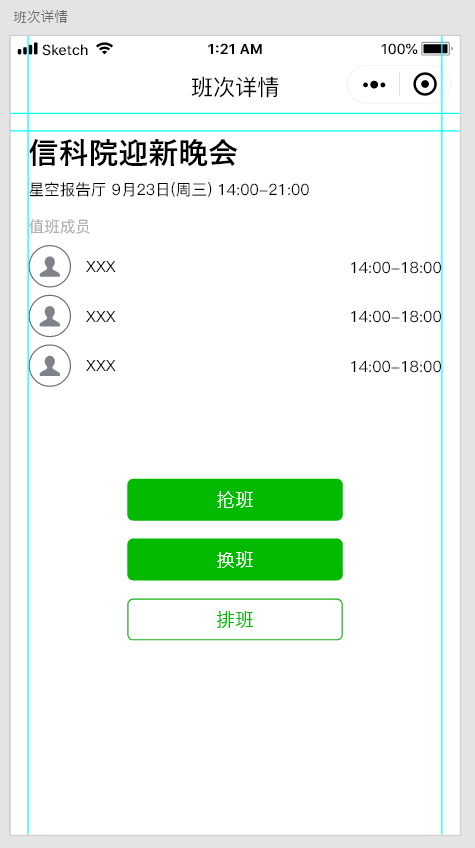 班次详情
Sketch 1:21 AM 100%
班次详情
信科院迎新晚会
星空报告厅 9月23日(周三) 14:00-21:00
值班成员
XXX 14:00-18:00
XXX 14:00-18:00
XXX 14:00-18:00
抢班
换班
排班